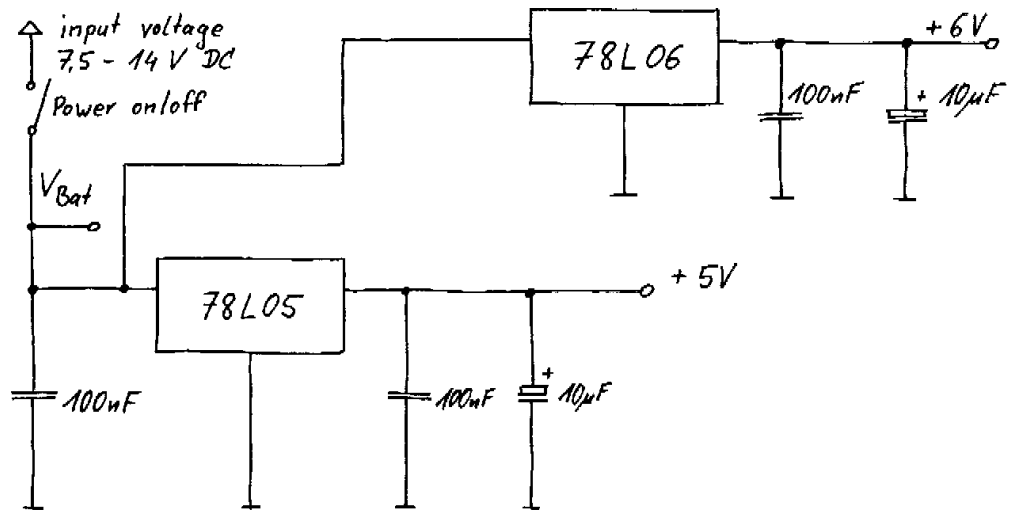 input voltage
7,5 - 14 V DC
Power on/off
VBat
78L06
+6V
100nF
+ 10µF
78L05
+ 5V
100nF
100nF
+
10µF